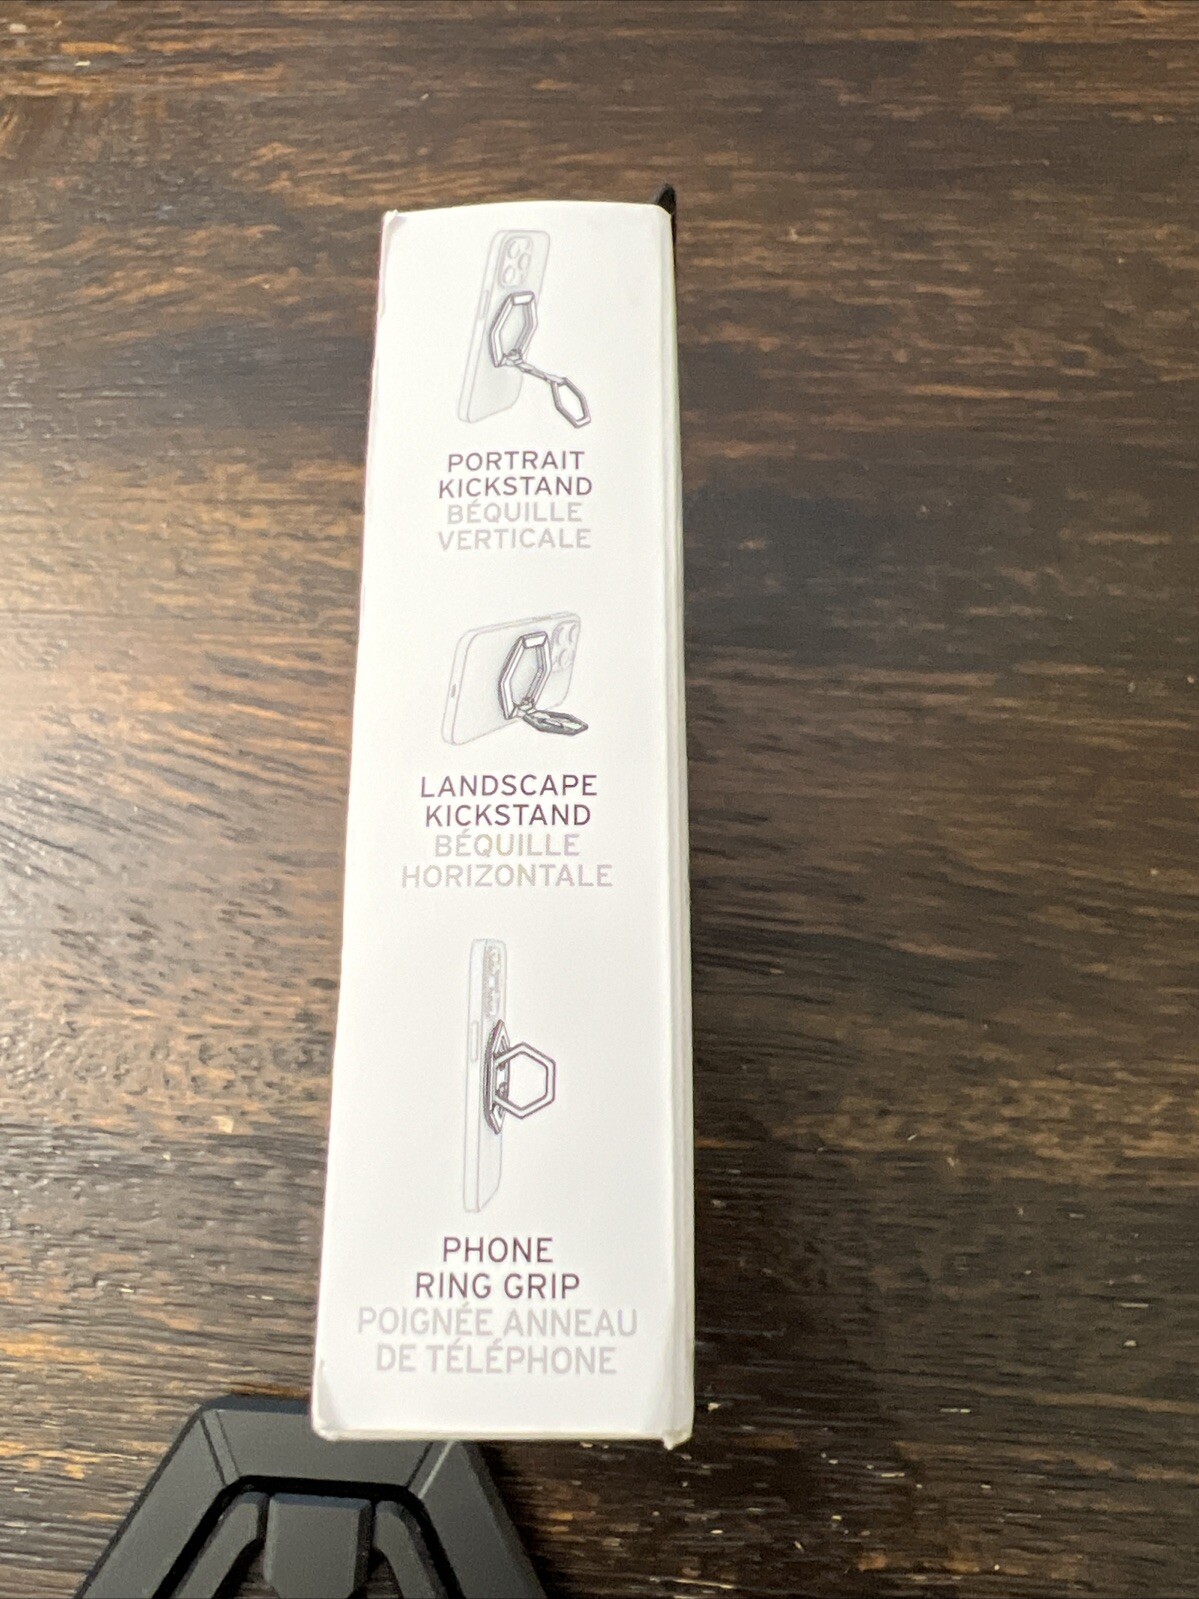 PORTRAIT
KICKSTAND
BÉQUILLE
VERTICALE
LANDSCAPE
KICKSTAND
BÉQUILLE
HORIZONTALE
PHONE
RING GRIP
POIGNÉE ANNEAU
DE TÉLÉPHONE